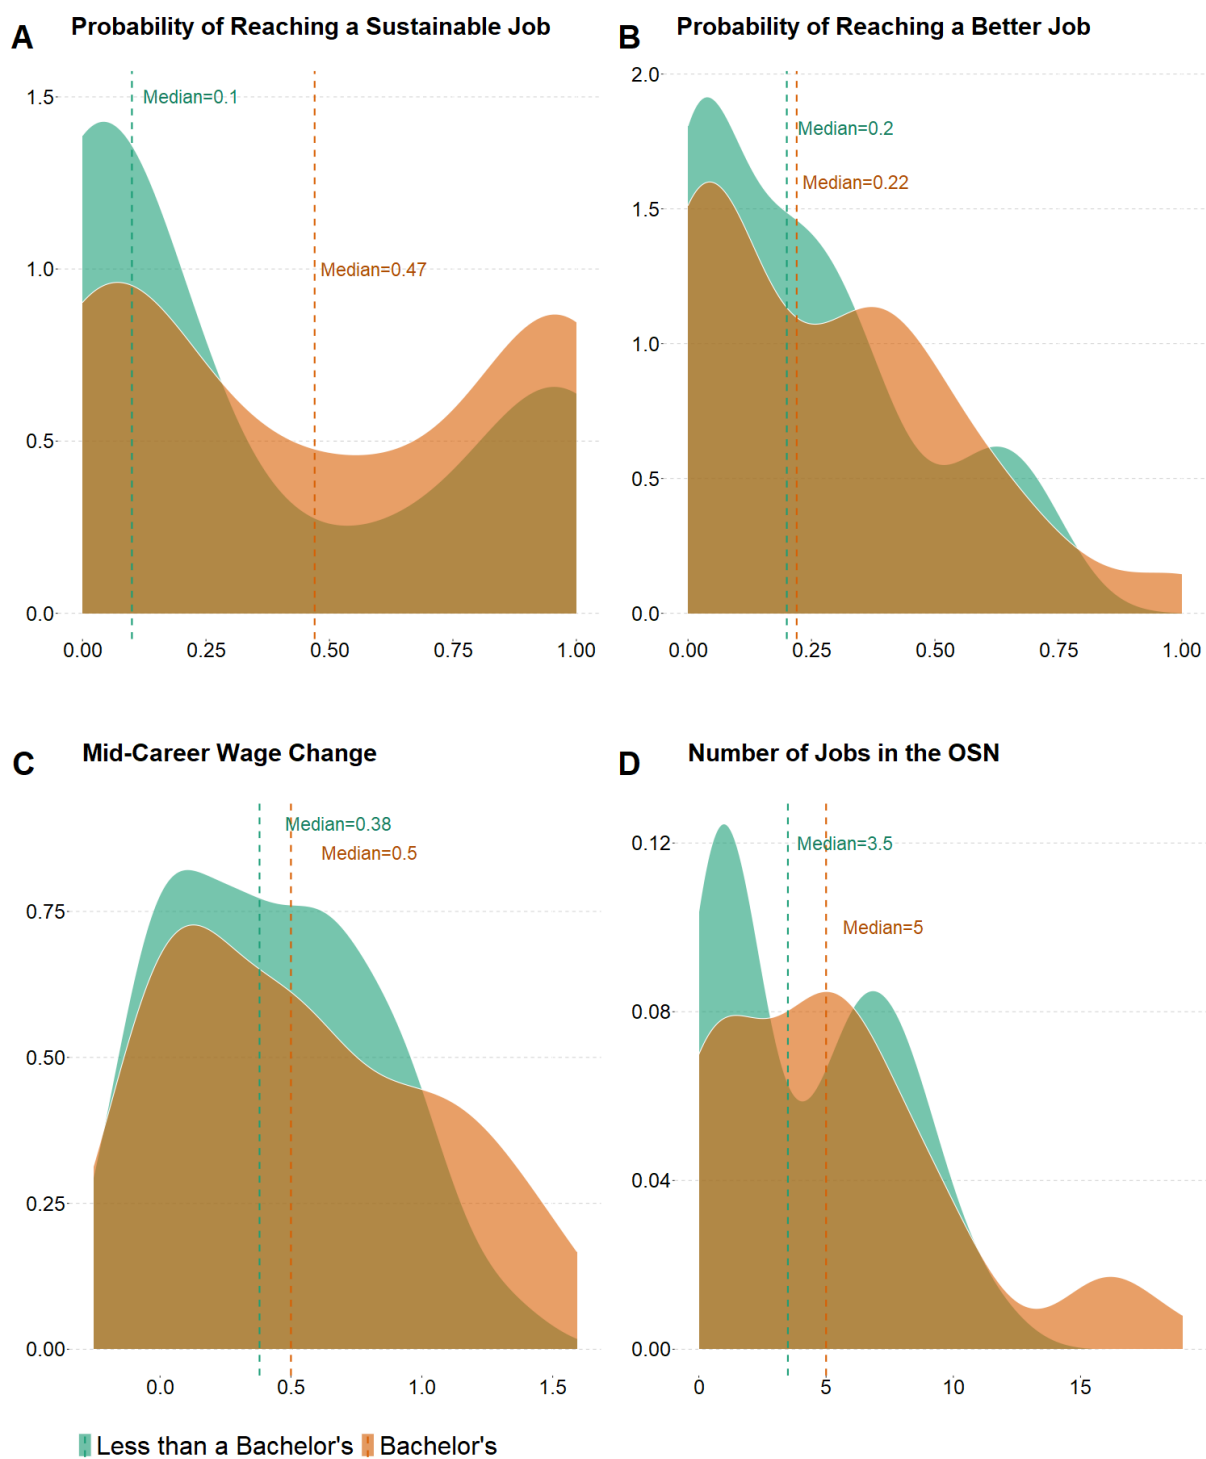 A Probability of Reaching a Sustainable Job
1.5
1.0
0.5
0.0
Median=0.1
Median=0.47
0.00 0.25 0.50 0.75 1.00
B Probability of Reaching a Better Job
2.0
1.5
1.0
0.5
0.0
Median=0.2
Median=0.22
0.00 0.25 0.50 0.75 1.00
C Mid-Career Wage Change
0.75
0.50
0.25
0.00
Median=0.38
Median=0.5
0.0 0.5 1.0 1.5
D Number of Jobs in the OSN
0.12
0.08
0.04
0.00
Median=3.5
Median=5
0 5 10 15
Less than a Bachelor's Bachelor's